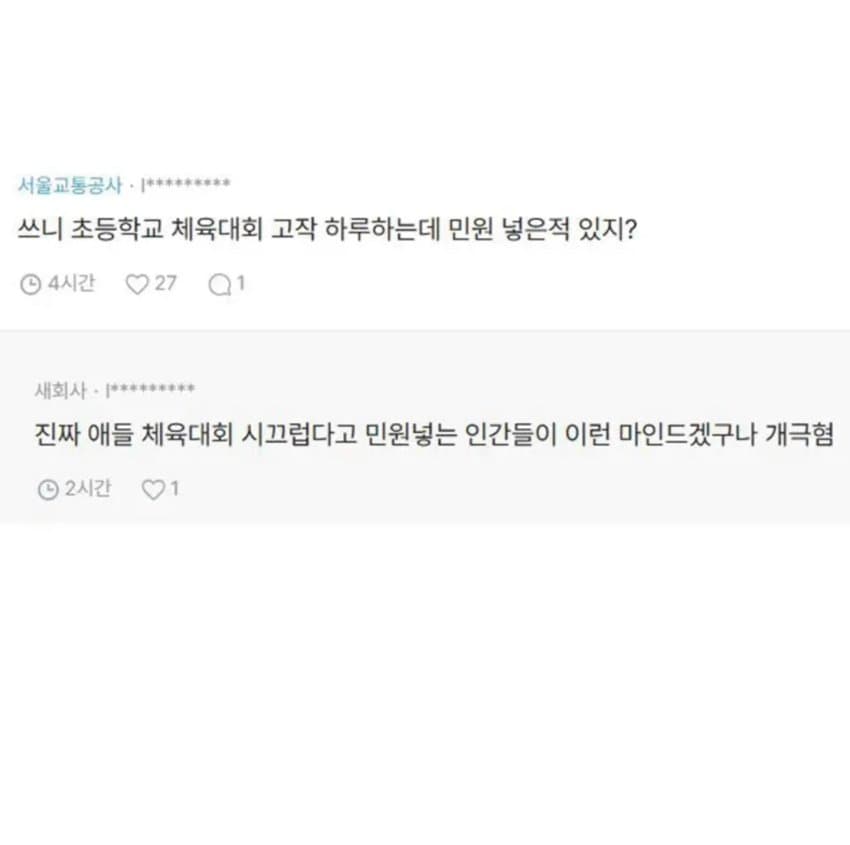 서울교통공사 · l*********
쓰니 초등학교 체육대회 고작 하루하는데 민원 넣은적 있지?
4시간 27 1
새회사 · l*********
진짜 애들 체육대회 시끄럽다고 민원넣는 인간들이 이런 마인드겠구나 개극혐
2시간 1